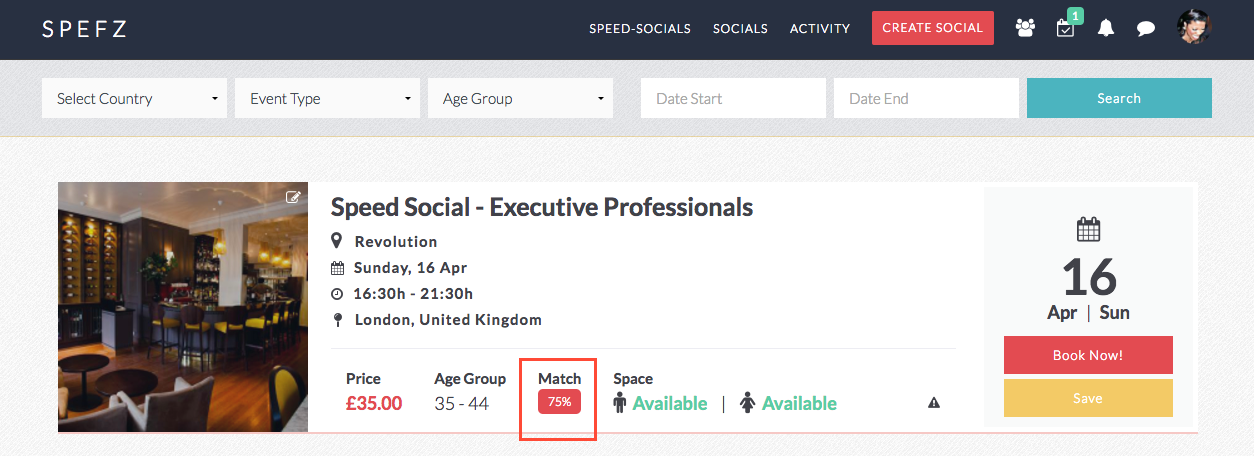 SPEFZ
SPEED-SOCIALS SOCIALS ACTIVITY CREATE SOCIAL 1
Select Country Event Type Age Group Date Start Date End Search
Speed Social - Executive Professionals
Revolution
Sunday, 16 Apr
16:30h - 21:30h
London, United Kingdom
Price Age Group Match Space
£35.00 35 - 44 75% Available | Available
16
Apr | Sun
Book Now!
Save